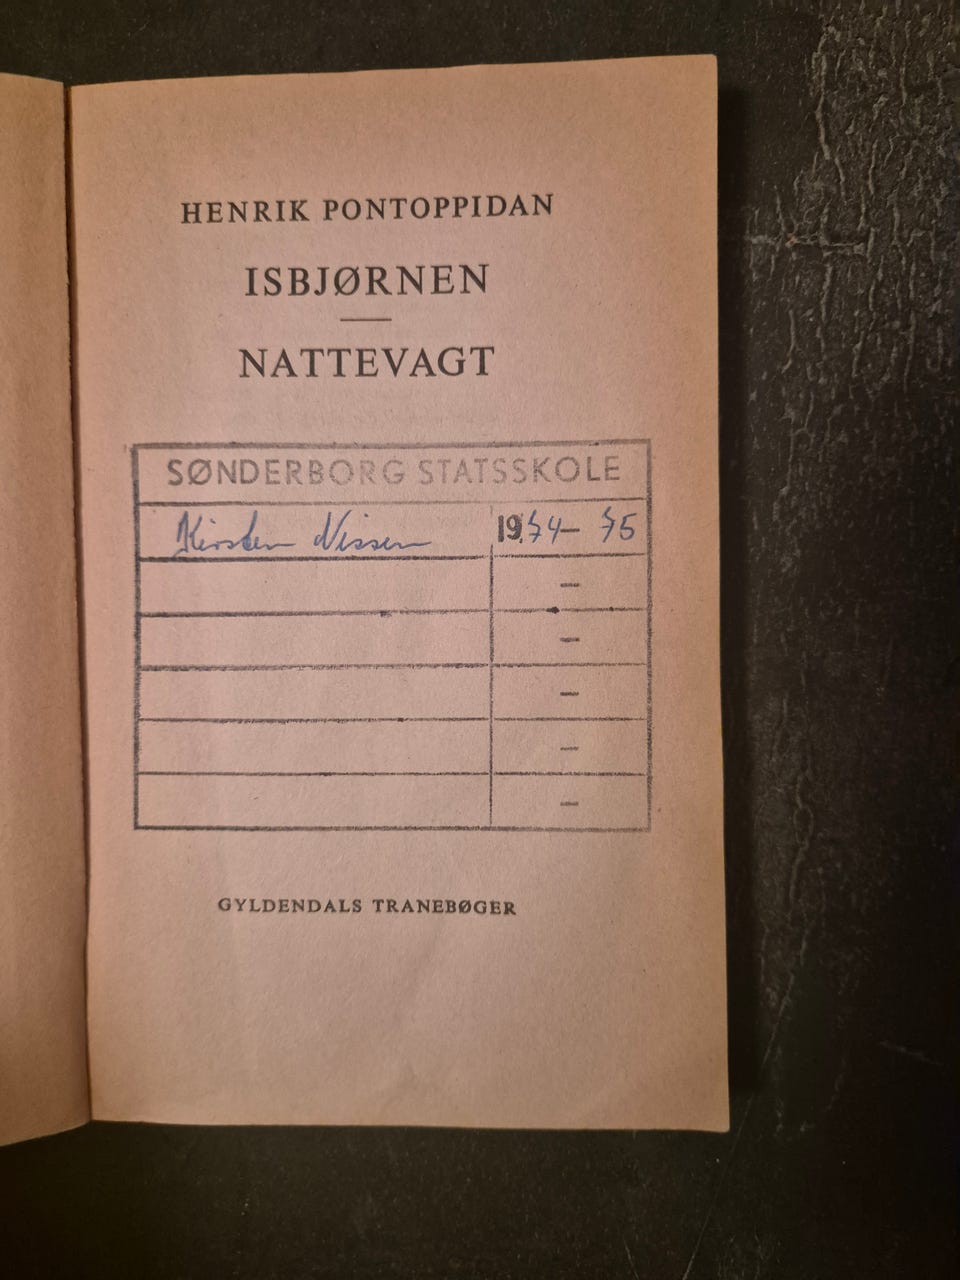 HENRIK PONTOPPIDAN
ISBJØRNEN
NATTEVAGT
SØNDERBORG STATSSKOLE
Kirsten Nissen 1974-75
–
–
–
–
–
GYLDENDALS TRANEBØGER